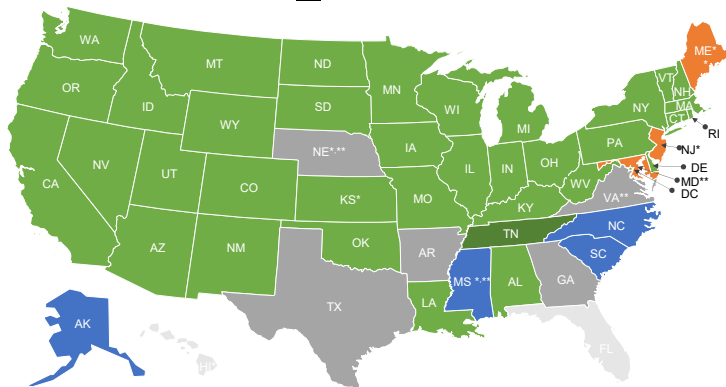 WA
ME*
*
MT
ND
VT
MN
OR
NH
ID
SD
WI
NY
MA
WY
MI
CT
RI
IA
PA
NE*,**
NJ*
NV
OH
IL
IN
UT
DE
CO
WV
MD**
CA
KS*
MO
VA**
DC
KY
NC
TN
OK
AZ
NM
AR
SC
MS *,**
AL
GA
LA
TX
AK
FL
HI*